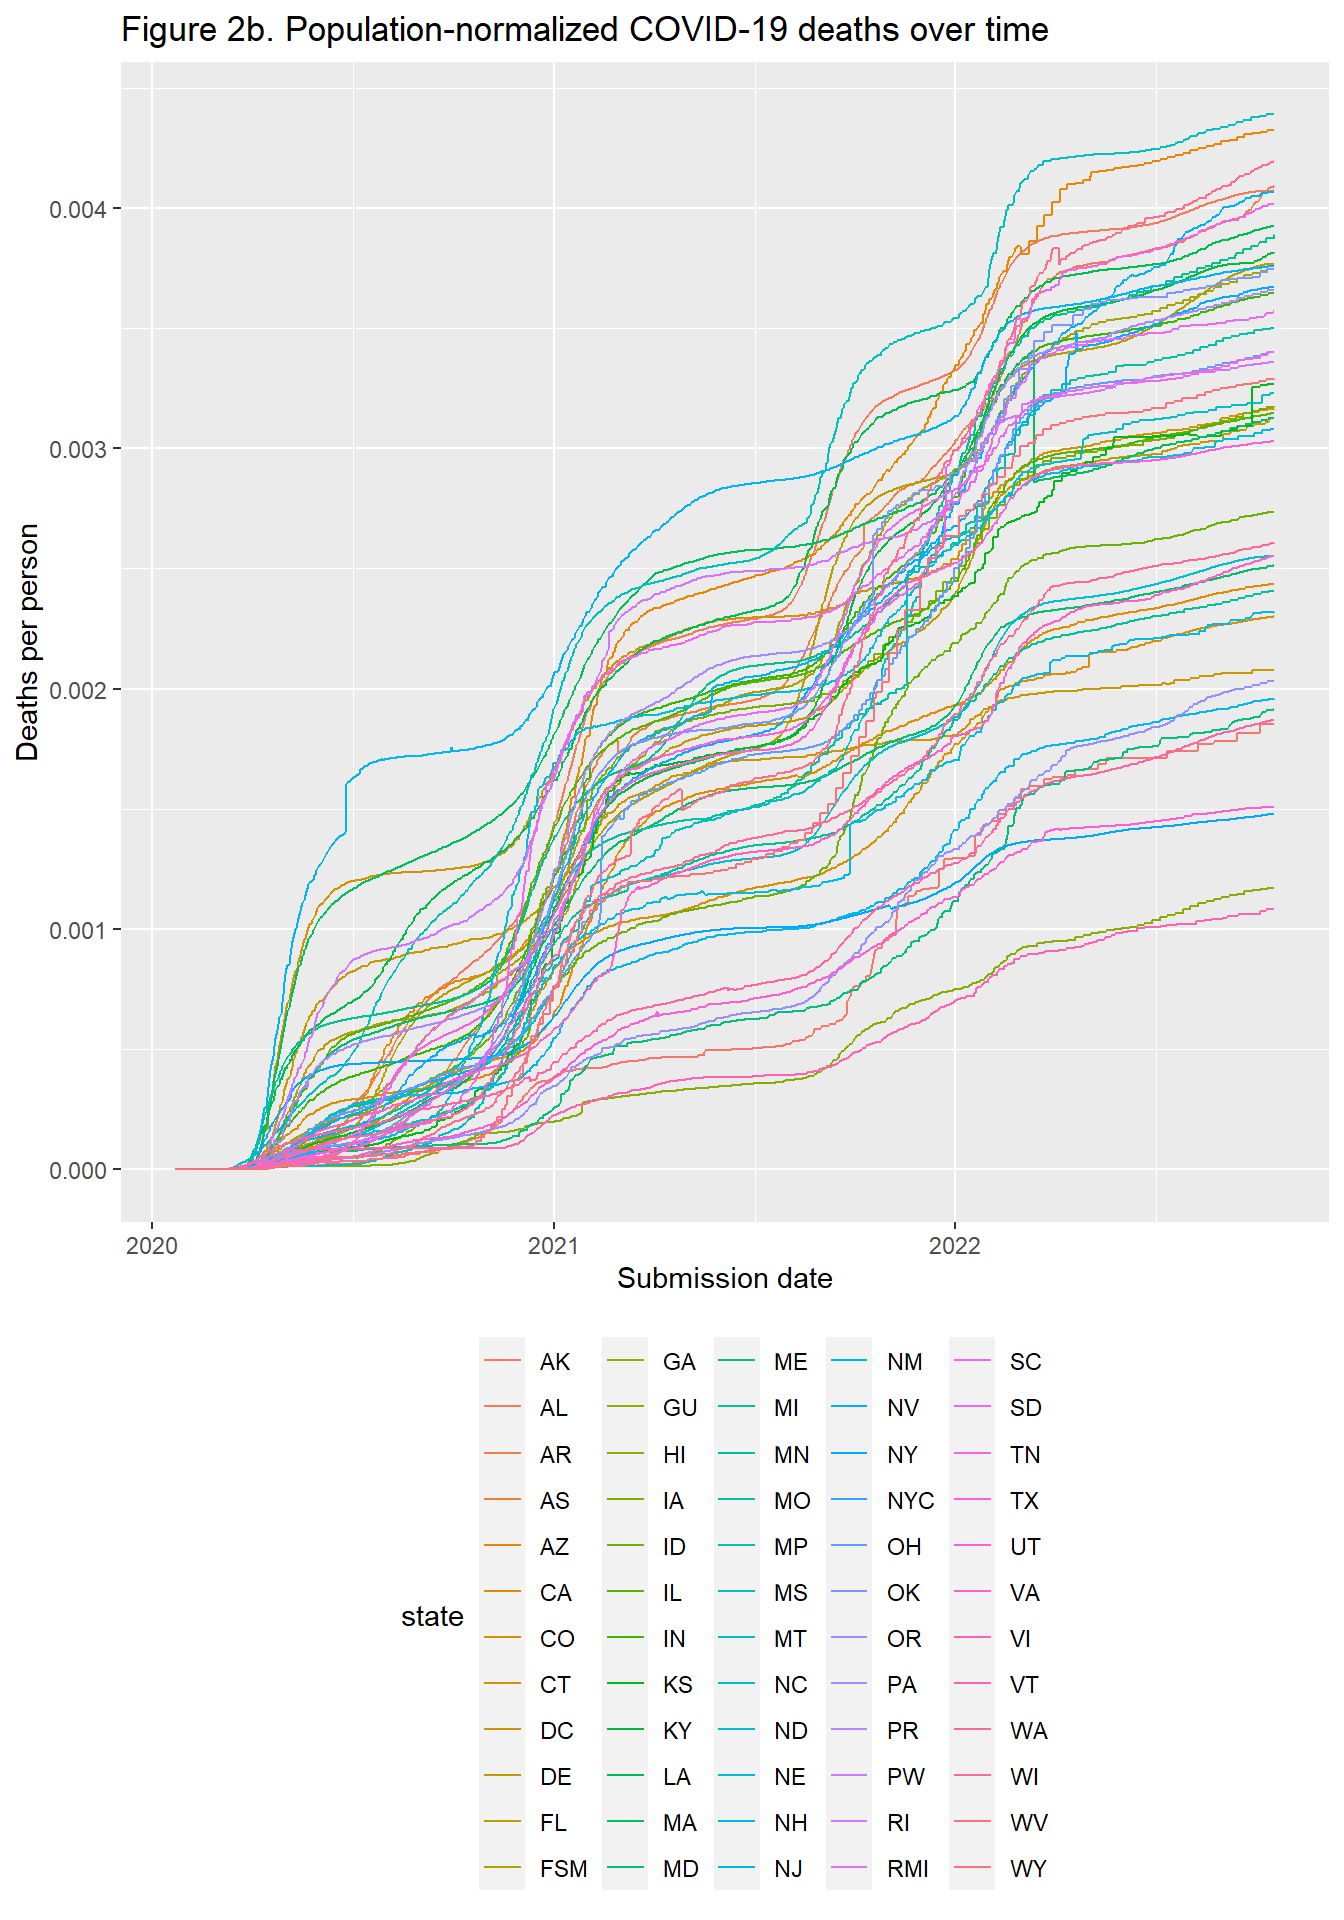 Figure 2b. Population-normalized COVID-19 deaths over time
0.004
0.003
0.002
0.001
0.000
Deaths per person
2020 2021 2022
Submission date
state
AK GA ME NM SC
AL GU MI NV SD
AR HI MN NY TN
AS IA MO NYC TX
AZ ID MP OH UT
CA IL MS OK VA
CO IN MT OR VI
CT KS NC PA VT
DC KY ND PR WA
DE LA NE PW WI
FL MA NH RI WV
FSM MD NJ RMI WY